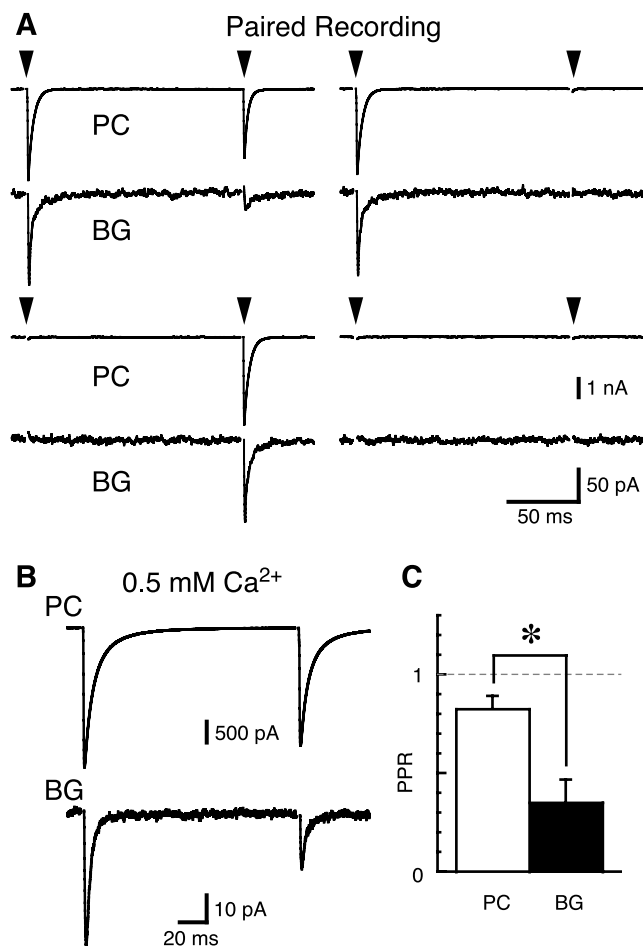 A
Paired Recording
PC
BG
PC
1 nA
BG
50 pA
50 ms
B
0.5 mM Ca²⁺
PC
500 pA
BG
10 pA
20 ms
C
*
1
PPR
0
PC BG